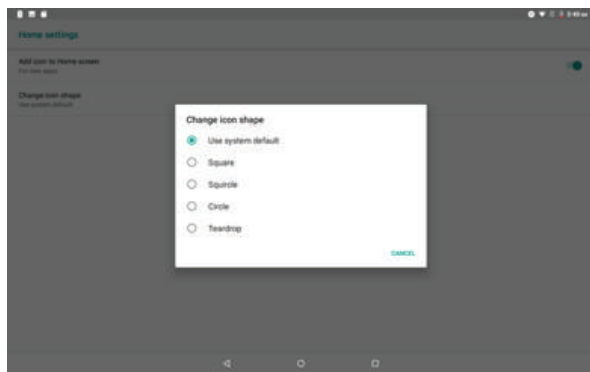 Home settings
Add icon to Home screen
For new apps
Change icon shape
Use system default
Change icon shape
Use system default
Square
Squircle
Circle
Teardrop
CANCEL